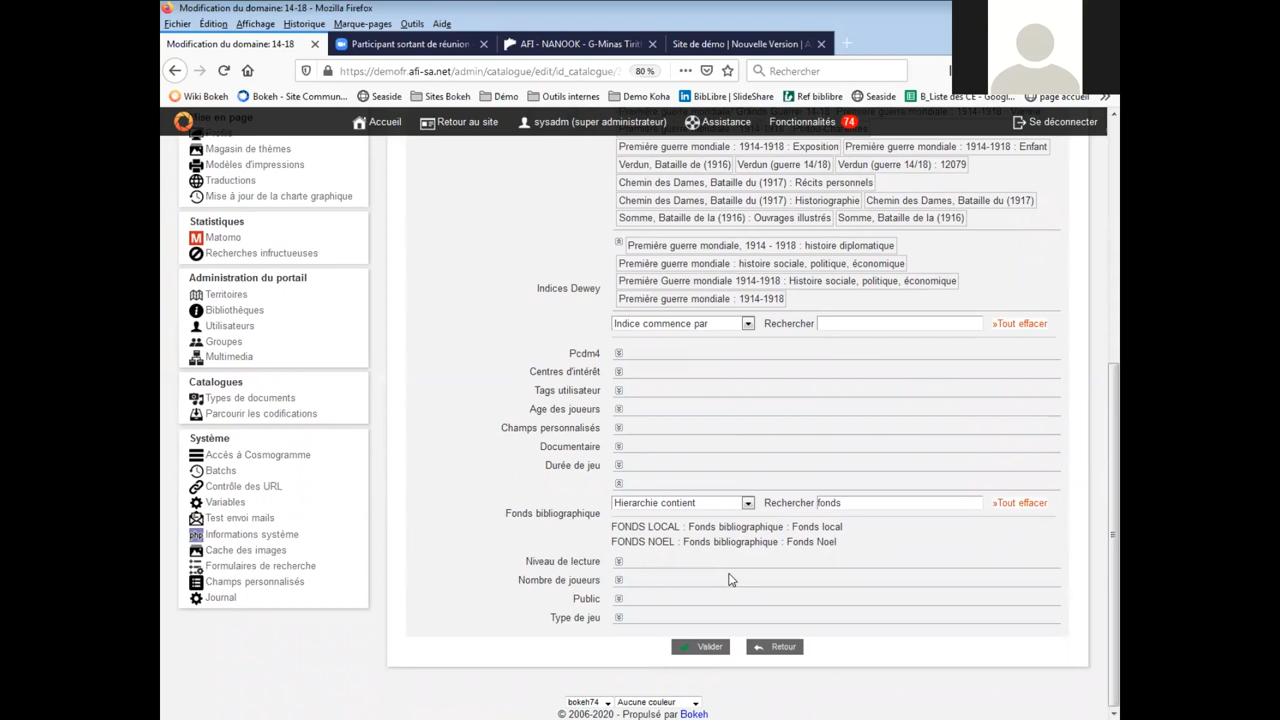 Modification du domaine: 14-18 - Mozilla Firefox
Fichier Édition Affichage Historique Marque-pages Outils Aide
Modification du domaine: 14-18 Participant sortant de réunion AFI - NANOOK - G-Minas Tirith Site de démo | Nouvelle Version | A
https://demofr.afi-sa.net/admin/catalogue/edit/id_catalogue/ 80 % Rechercher
Wiki Bokeh Bokeh - Site Commun... Seaside Sites Bokeh Démo Outils internes Demo Koha BibLibre | SlideShare Ref biblibre Seaside B_Liste des CE - Googl... page accueil
Accueil Retour au site sysadm (super administrateur) Assistance Fonctionnalités 74 Se déconnecter
Mise en page
Profils
Magasin de thèmes
Modèles d'impressions
Traductions
Mise à jour de la charte graphique
Statistiques
Matomo
Recherches infructueuses
Administration du portail
Territoires
Bibliothèques
Utilisateurs
Groupes
Multimedia
Catalogues
Types de documents
Parcourir les codifications
Système
Accès à Cosmogramme
Batchs
Contrôle des URL
Variables
Test envoi mails
Informations système
Cache des images
Formulaires de recherche
Champs personnalisés
Journal
Première guerre mondiale : 1914-1918 : Exposition Première guerre mondiale : 1914-1918 : Enfant
Verdun, Bataille de (1916) Verdun (guerre 14/18) Verdun (guerre 14/18) : 12079
Chemin des Dames, Bataille du (1917) : Récits personnels
Chemin des Dames, Bataille du (1917) : Historiographie Chemin des Dames, Bataille du (1917)
Somme, Bataille de la (1916) : Ouvrages illustrés Somme, Bataille de la (1916)
Première guerre mondiale, 1914 - 1918 : histoire diplomatique
Première guerre mondiale : histoire sociale, politique, économique
Première Guerre mondiale 1914-1918 : Histoire sociale, politique, économique
Indices Dewey
Première guerre mondiale : 1914-1918
Indice commence par Rechercher »Tout effacer
Pcdm4
Centres d'intérêt
Tags utilisateur
Age des joueurs
Champs personnalisés
Documentaire
Durée de jeu
Hierarchie contient Rechercher fonds »Tout effacer
Fonds bibliographique
FONDS LOCAL : Fonds bibliographique : Fonds local
FONDS NOEL : Fonds bibliographique : Fonds Noel
Niveau de lecture
Nombre de joueurs
Public
Type de jeu
Valider Retour
bokeh74 Aucune couleur
© 2006-2020 - Propulsé par Bokeh